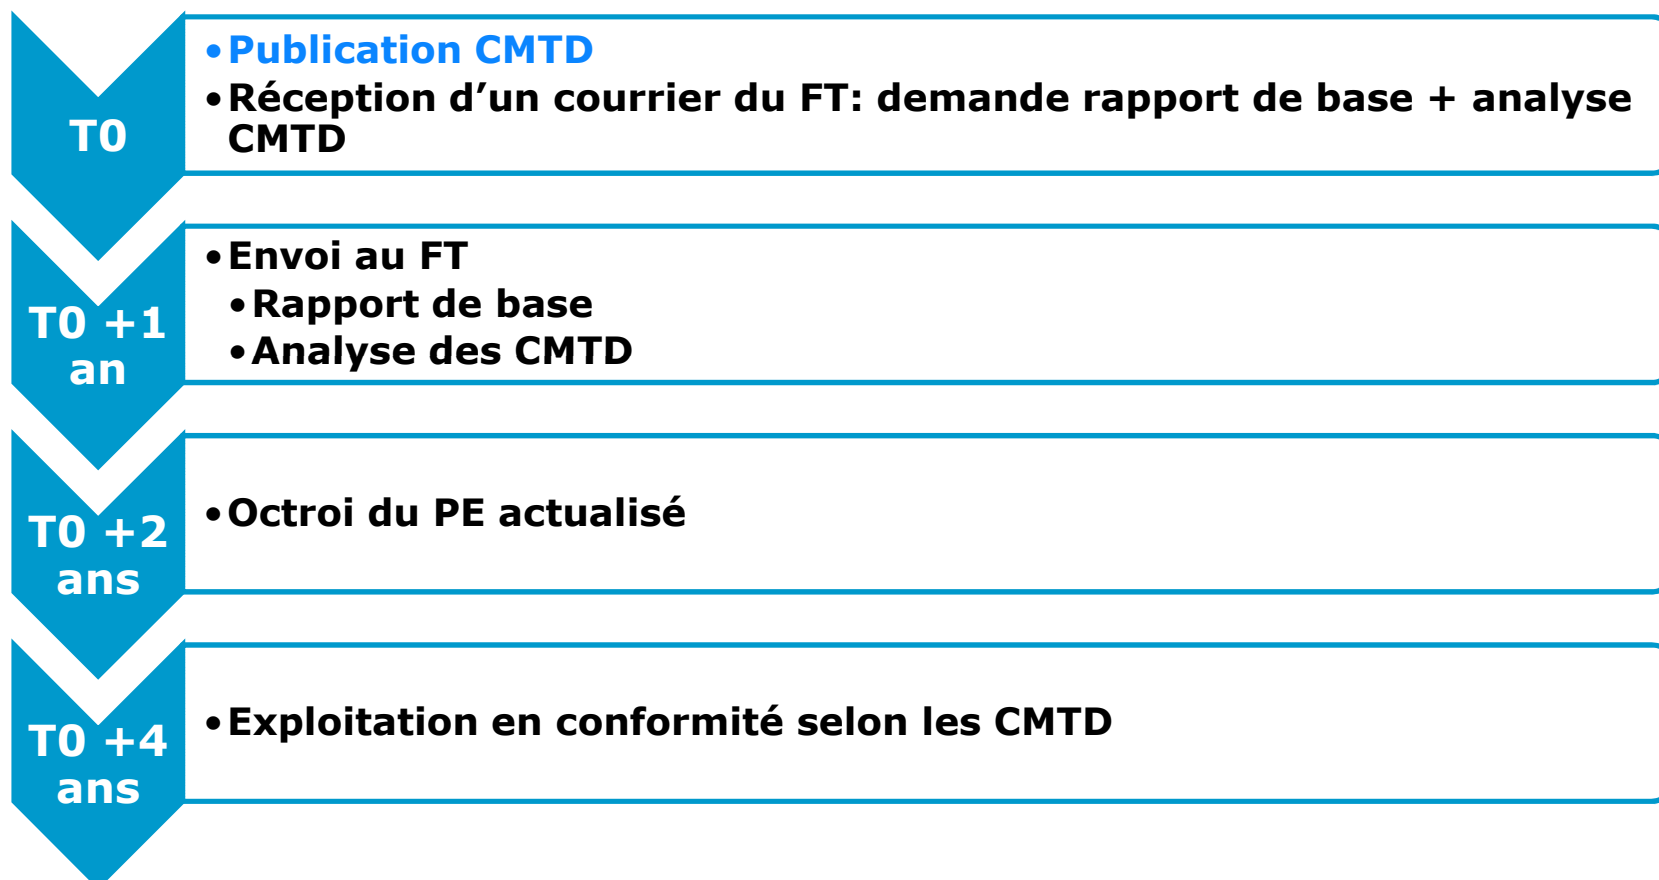 T0
•Publication CMTD
•Réception d’un courrier du FT: demande rapport de base + analyse
CMTD
T0 +1
an
•Envoi au FT
•Rapport de base
•Analyse des CMTD
T0 +2
ans
•Octroi du PE actualisé
T0 +4
ans
•Exploitation en conformité selon les CMTD